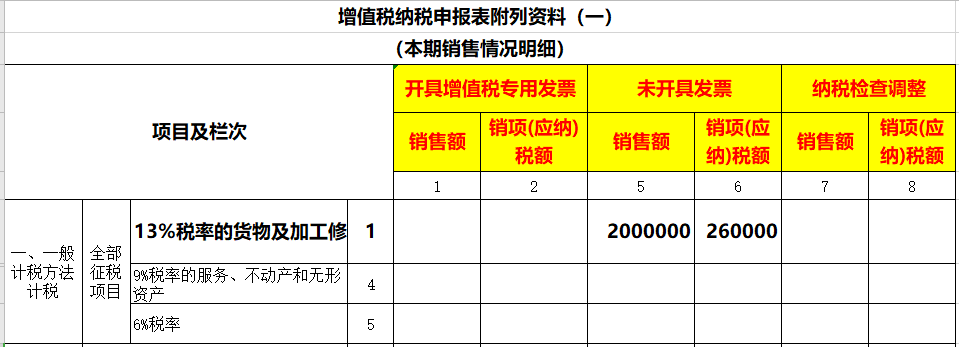 增值税纳税申报表附列资料（一）
（本期销售情况明细）
项目及栏次
开具增值税专用发票
未开具发票
纳税检查调整
销售额
销项(应纳)
税额
销售额
销项(应
纳)税额
销售额
销项(应
纳)税额
1
2
5
6
7
8
一、一般
计税方法
计税
全部
征税
项目
13%税率的货物及加工修
1
2000000
260000
9%税率的服务、不动产和无形
资产
4
6%税率
5